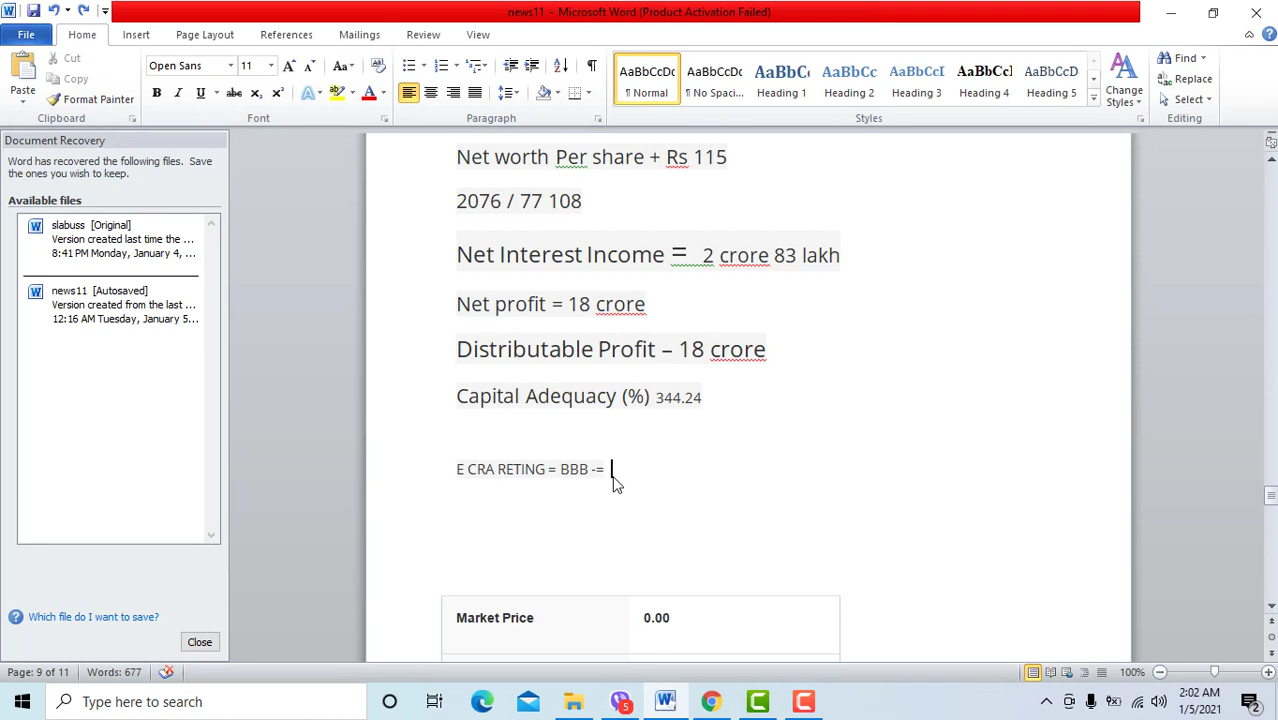 news11 - Microsoft Word (Product Activation Failed)
File Home Insert Page Layout References Mailings Review View
Paste
Cut
Copy
Format Painter
Clipboard
Open Sans 11
Font
Paragraph
AaBbCcDc AaBbCcDc AaBbCc AaBbCc AaBbCcI AaBbCcI AaBbCcDc
¶ Normal ¶ No Spaci... Heading 1 Heading 2 Heading 3 Heading 4 Heading 5
Change Styles
Styles
Find
Replace
Select
Editing
Document Recovery
Word has recovered the following files. Save
the ones you wish to keep.
Available files
slabuss [Original]
Version created last time the ...
8:41 PM Monday, January 4, ...
news11 [Autosaved]
Version created from the last ...
12:16 AM Tuesday, January 5...
Which file do I want to save?
Close
Net worth Per share + Rs 115
2076 / 77 108
Net Interest Income = 2 crore 83 lakh
Net profit = 18 crore
Distributable Profit – 18 crore
Capital Adequacy (%) 344.24
E CRA RETING = BBB -=
Market Price 0.00
Page: 9 of 11 Words: 677
100%
Type here to search
5
2:02 AM
1/5/2021
2